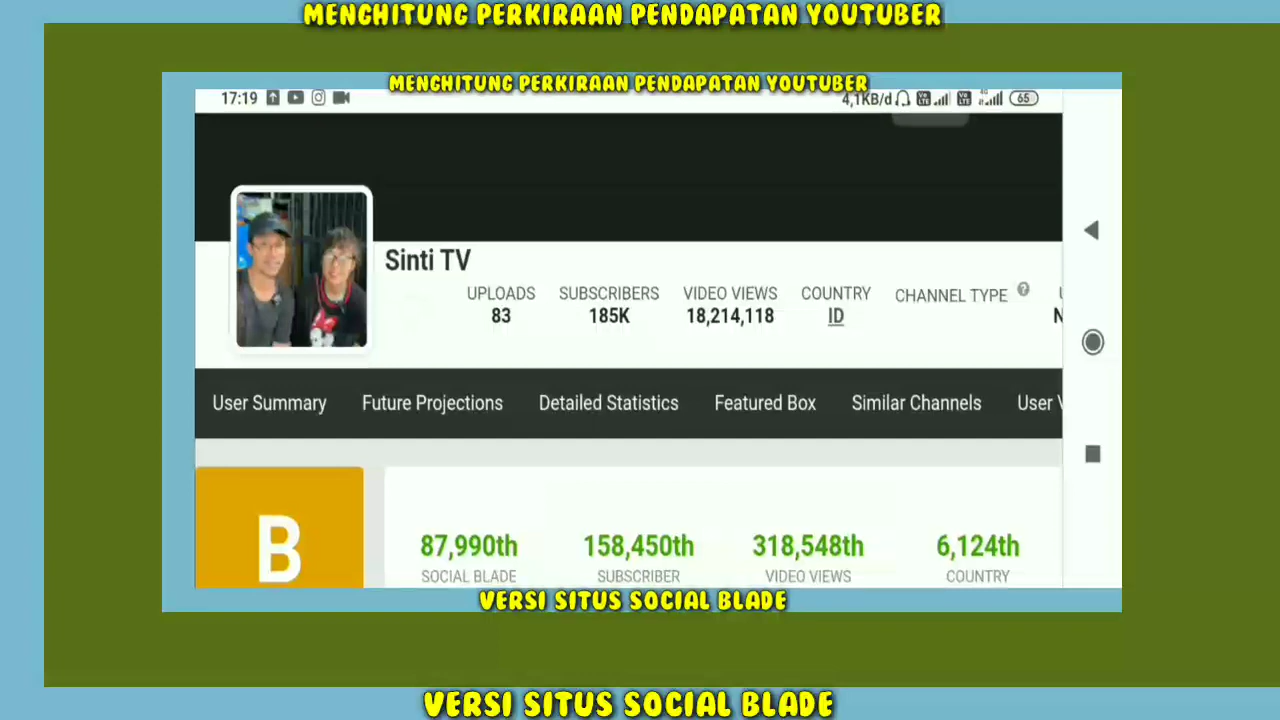 MENGHITUNG PERKIRAAN PENDAPATAN YOUTUBER
MENGHITUNG PERKIRAAN PENDAPATAN YOUTUBER
17:19 4,1KB/d 65
Sinti TV
UPLOADS SUBSCRIBERS VIDEO VIEWS COUNTRY CHANNEL TYPE
83 185K 18,214,118 ID
User Summary Future Projections Detailed Statistics Featured Box Similar Channels User
B
87,990th 158,450th 318,548th 6,124th
SOCIAL BLADE SUBSCRIBER VIDEO VIEWS COUNTRY
VERSI SITUS SOCIAL BLADE
VERSI SITUS SOCIAL BLADE